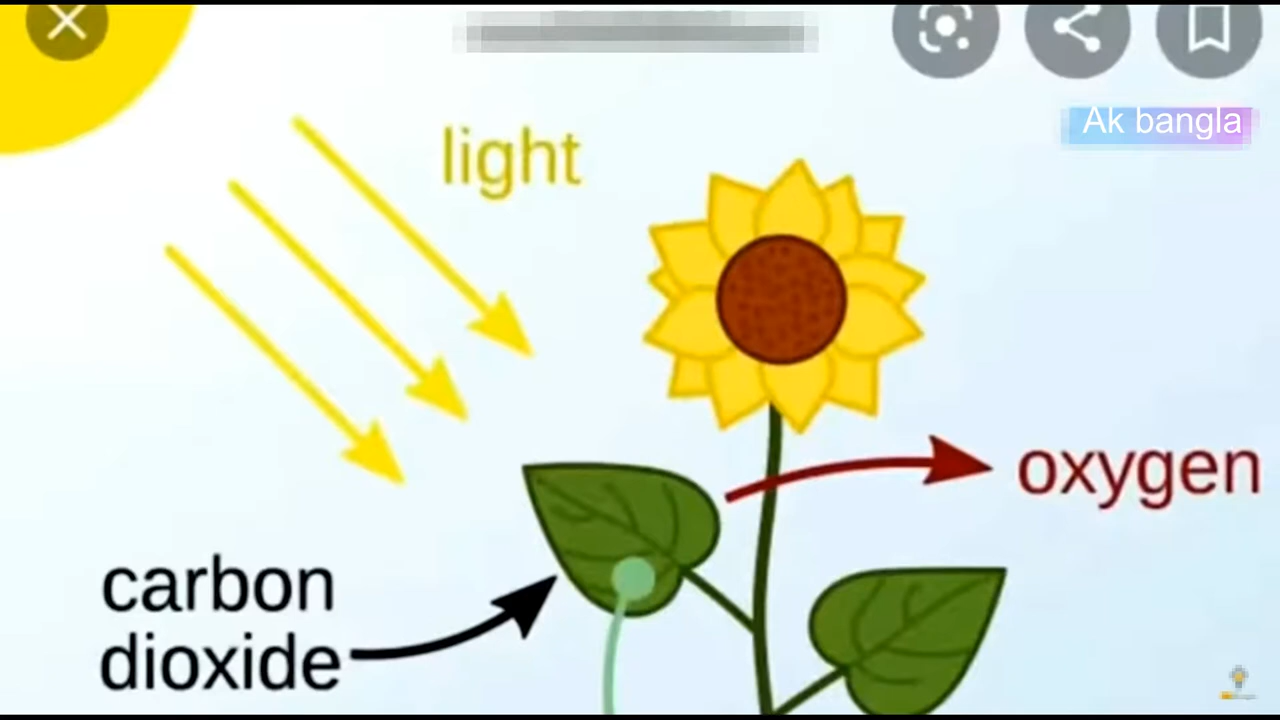 Ak bangla
light
oxygen
carbon
dioxide